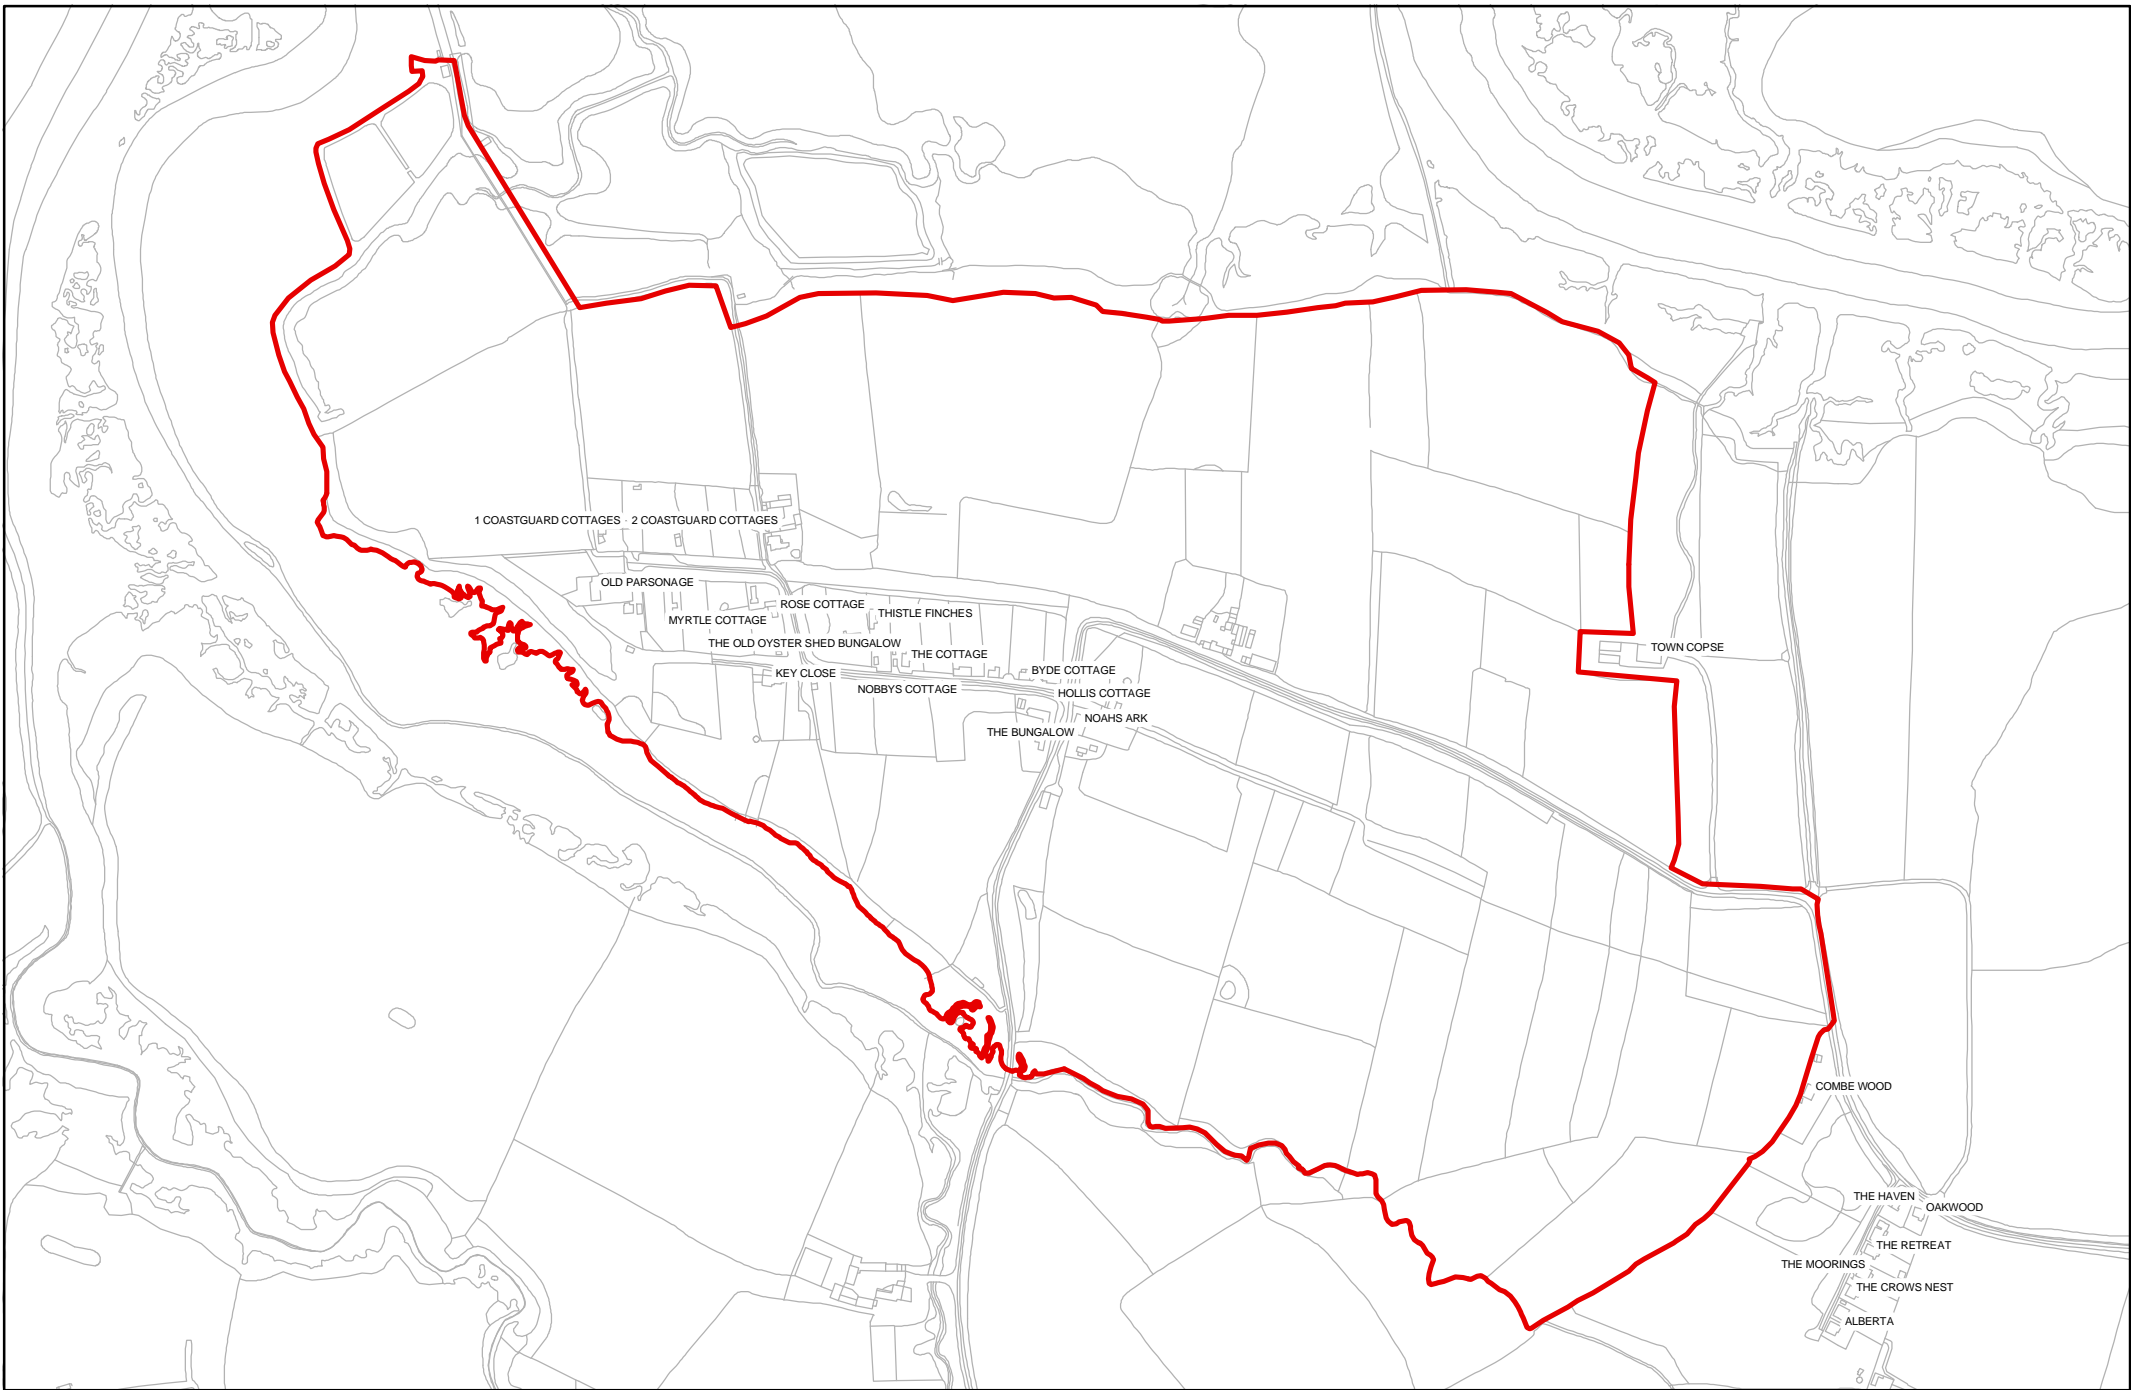 1 COASTGUARD COTTAGES
2 COASTGUARD COTTAGES
OLD PARSONAGE
ROSE COTTAGE
THISTLE FINCHES
MYRTLE COTTAGE
THE OLD OYSTER SHED BUNGALOW
THE COTTAGE
TOWN COPSE
KEY CLOSE
BYDE COTTAGE
NOBBYS COTTAGE
HOLLIS COTTAGE
NOAHS ARK
THE BUNGALOW
COMBE WOOD
THE HAVEN
OAKWOOD
THE RETREAT
THE MOORINGS
THE CROWS NEST
ALBERTA